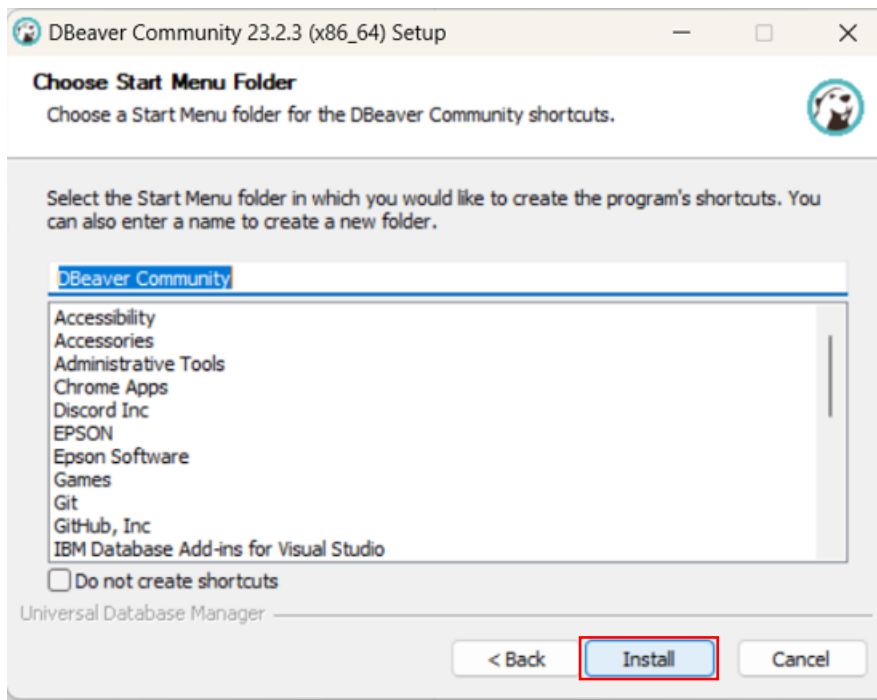 DBeaver Community 23.2.3 (x86_64) Setup
Choose Start Menu Folder
Choose a Start Menu folder for the DBeaver Community shortcuts.
Select the Start Menu folder in which you would like to create the program's shortcuts. You
can also enter a name to create a new folder.
DBeaver Community
Accessibility
Accessories
Administrative Tools
Chrome Apps
Discord Inc
EPSON
Epson Software
Games
Git
GitHub, Inc
IBM Database Add-ins for Visual Studio
Do not create shortcuts
Universal Database Manager
< Back Install Cancel